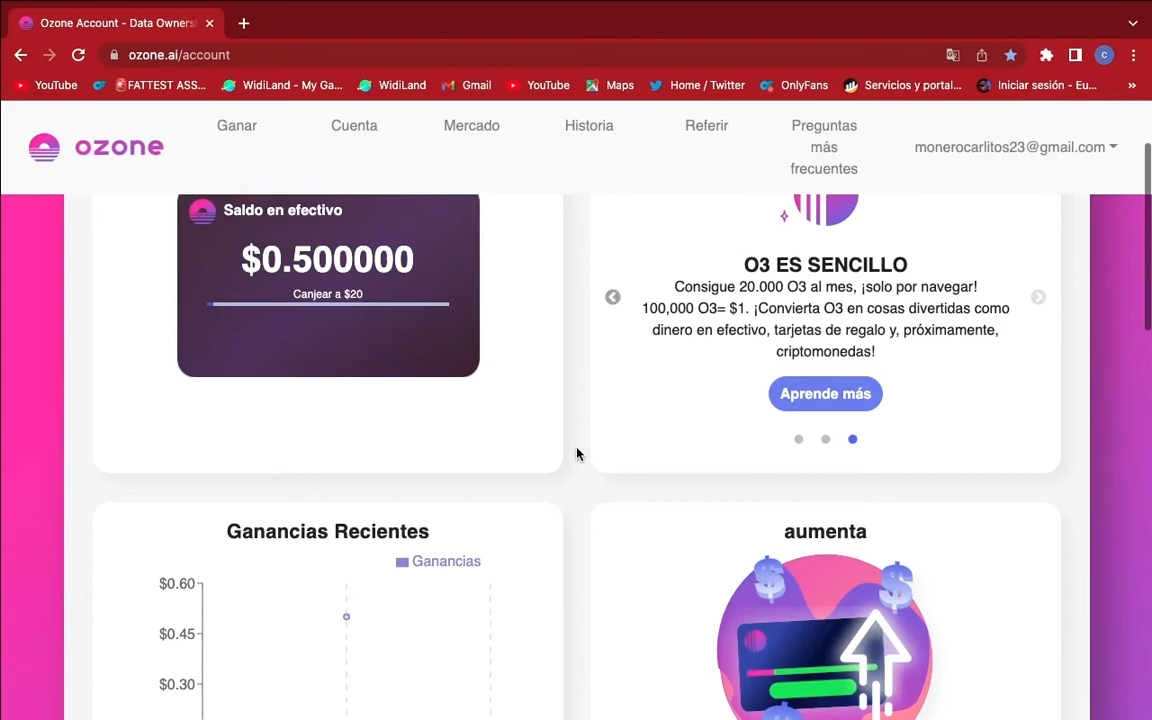 Ozone Account - Data Owners
ozone.ai/account
YouTube
FATTEST ASS...
WidiLand - My Ga...
WidiLand
Gmail
YouTube
Maps
Home / Twitter
OnlyFans
Servicios y portal...
Iniciar sesión - Eu...
»
ozone
Ganar
Cuenta
Mercado
Historia
Referir
Preguntas
más
frecuentes
monerocarlitos23@gmail.com
Saldo en efectivo
$0.500000
Canjear a $20
O3 ES SENCILLO
Consigue 20.000 O3 al mes, ¡solo por navegar!
100,000 O3= $1. ¡Convierta O3 en cosas divertidas como
dinero en efectivo, tarjetas de regalo y, próximamente,
criptomonedas!
Aprende más
Ganancias Recientes
Ganancias
$0.60
$0.45
$0.30
aumenta
$
$